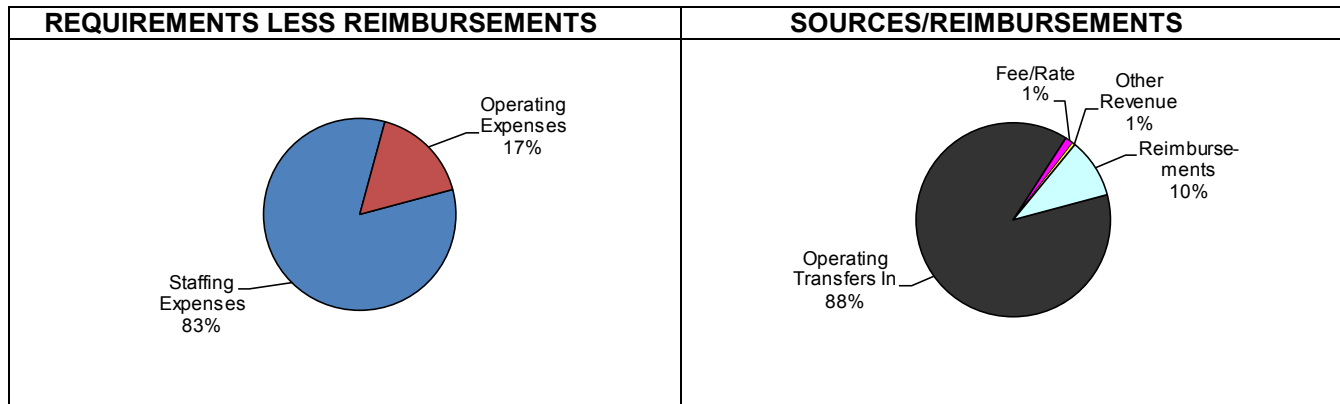 REQUIREMENTS LESS REIMBURSEMENTS
Operating
Expenses
17%
Staffing
Expenses
83%
SOURCES/REIMBURSEMENTS
Fee/Rate
1%
Other
Revenue
1%
Reimburse-
ments
10%
Operating
Transfers In
88%